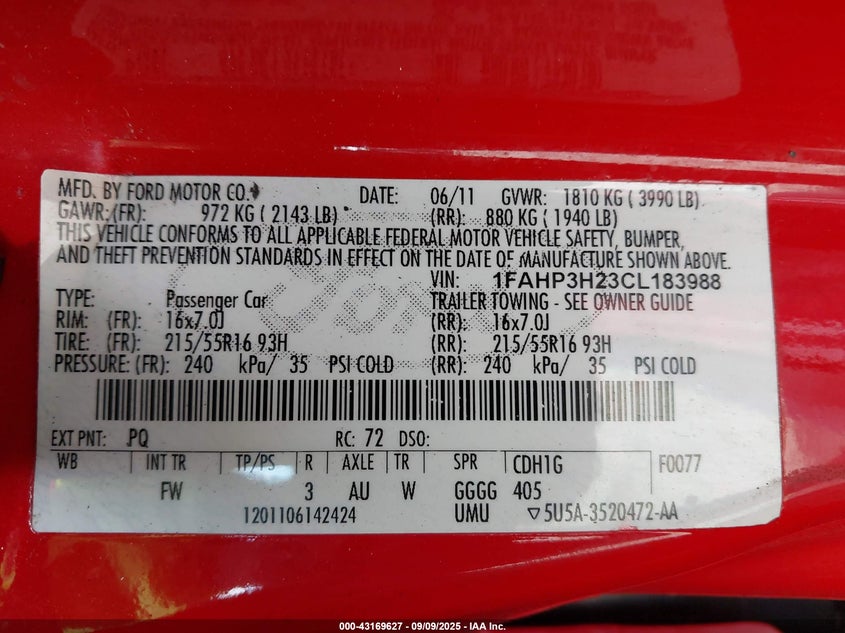 MFD. BY FORD MOTOR CO. DATE: 06/11 GVWR: 1810 KG ( 3990 LB)
GAWR:(FR): 972 KG ( 2143 LB) (RR): 880 KG ( 1940 LB)
THIS VEHICLE CONFORMS TO ALL APPLICABLE FEDERAL MOTOR VEHICLE SAFETY, BUMPER,
AND THEFT PREVENTION STANDARDS IN EFFECT ON THE DATE OF MANUFACTURE SHOWN ABOVE.
VIN: 1FAHP3H23CL183988
TYPE: Passenger Car TRAILER TOWING - SEE OWNER GUIDE
RIM: (FR): 16x7.0J (RR): 16x7.0J
TIRE: (FR): 215/55R16 93H (RR): 215/55R16 93H
PRESSURE: (FR): 240 kPa/ 35 PSI COLD (RR): 240 kPa/ 35 PSI COLD
EXT PNT: PQ RC: 72 DSO:
WB INT TR TP/PS R AXLE TR SPR CDH1G F0077
FW 3 AU W GGGG 405
1201106142424 UMU ▽5U5A-3520472-AA
000-43169627 - 09/09/2025 - IAA Inc.